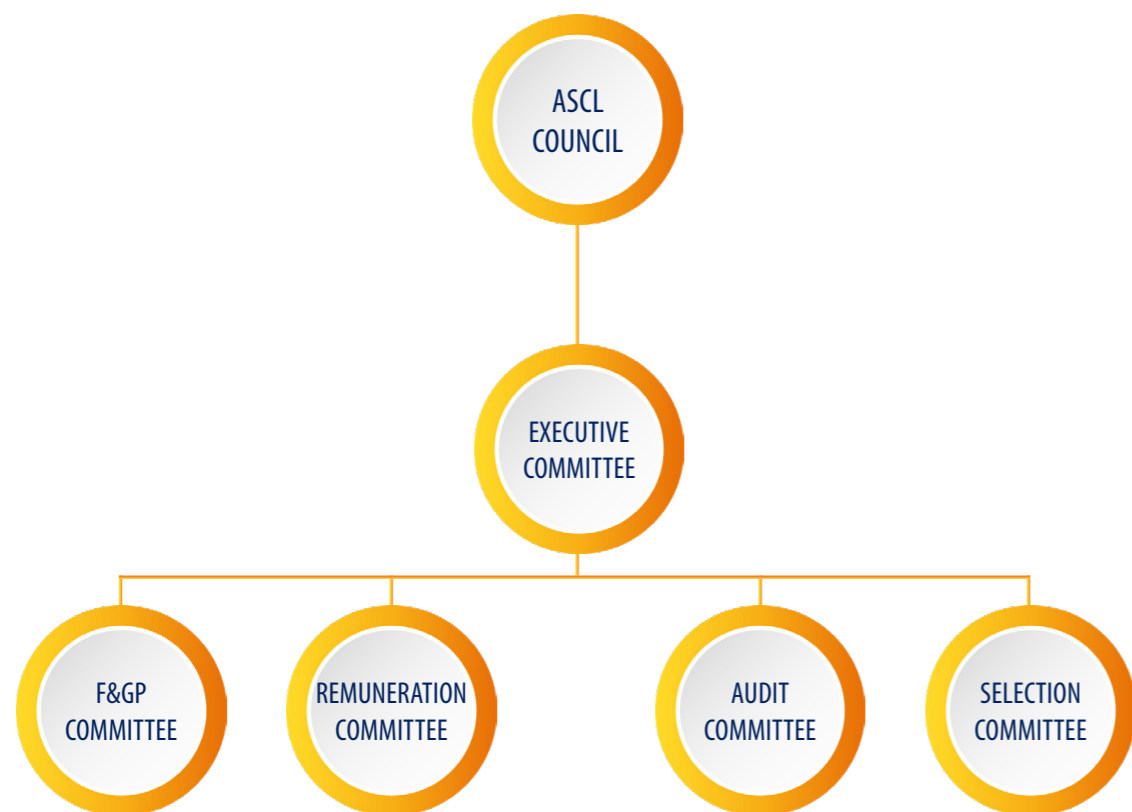 ASCL
COUNCIL
EXECUTIVE
COMMITTEE
F&GP
COMMITTEE
REMUNERATION
COMMITTEE
AUDIT
COMMITTEE
SELECTION
COMMITTEE